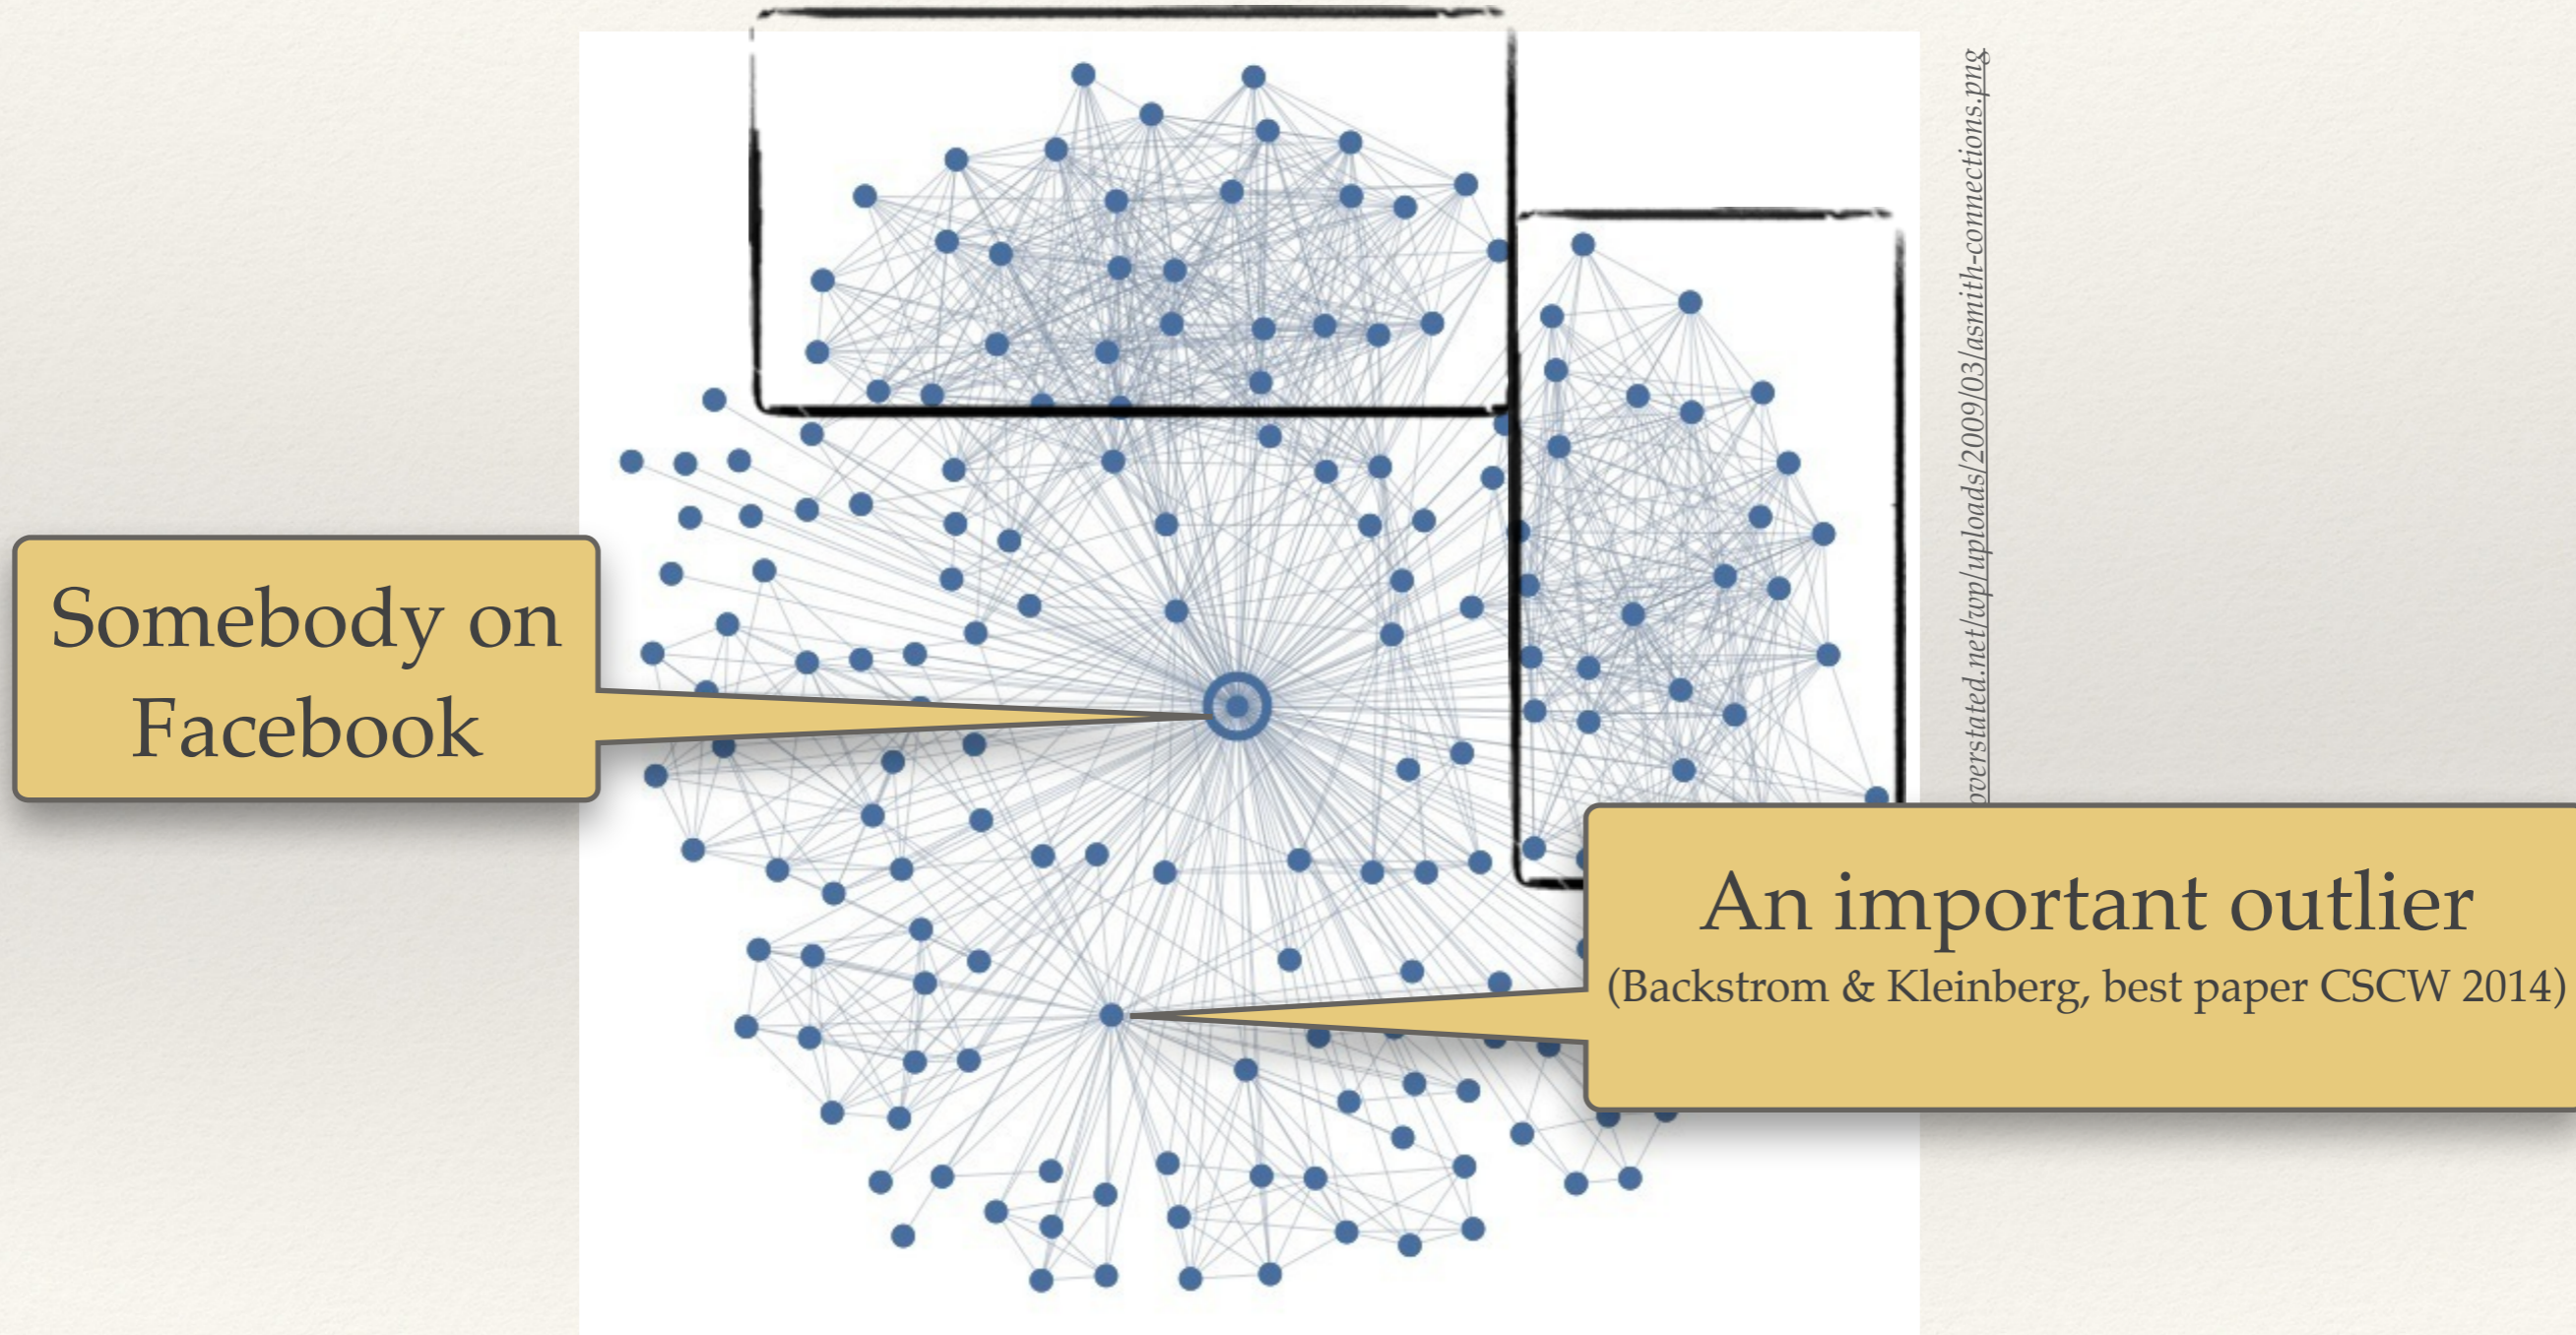 overstated.net/wp/uploads/2009/03/asmith-connections.png
Somebody on
Facebook
An important outlier
(Backstrom & Kleinberg, best paper CSCW 2014)